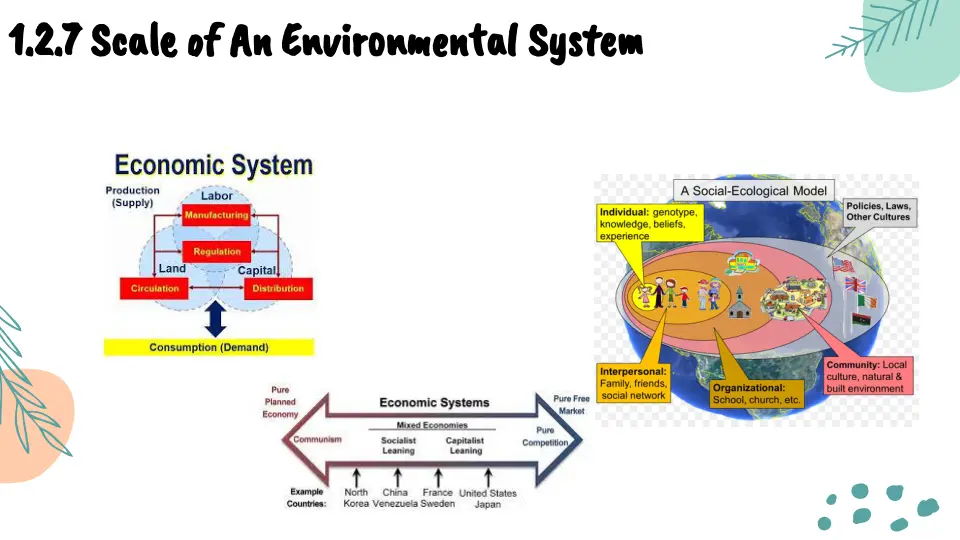 1.2.7 Scale of An Environmental System
Economic System
Production
(Supply)
Labor
Manufacturing
Regulation
Land
Capital
Circulation
Distribution
Consumption (Demand)
A Social-Ecological Model
Individual: genotype,
knowledge, beliefs,
experience
Policies, Laws,
Other Cultures
Interpersonal:
Family, friends,
social network
Organizational:
School, church, etc.
Community: Local
culture, natural &
built environment
Pure
Planned
Economy
Economic Systems
Pure Free
Market
Mixed Economies
Communism
Socialist
Leaning
Capitalist
Leaning
Pure
Competition
Example
Countries:
North
Korea
China
Venezuela
France
Sweden
United States
Japan